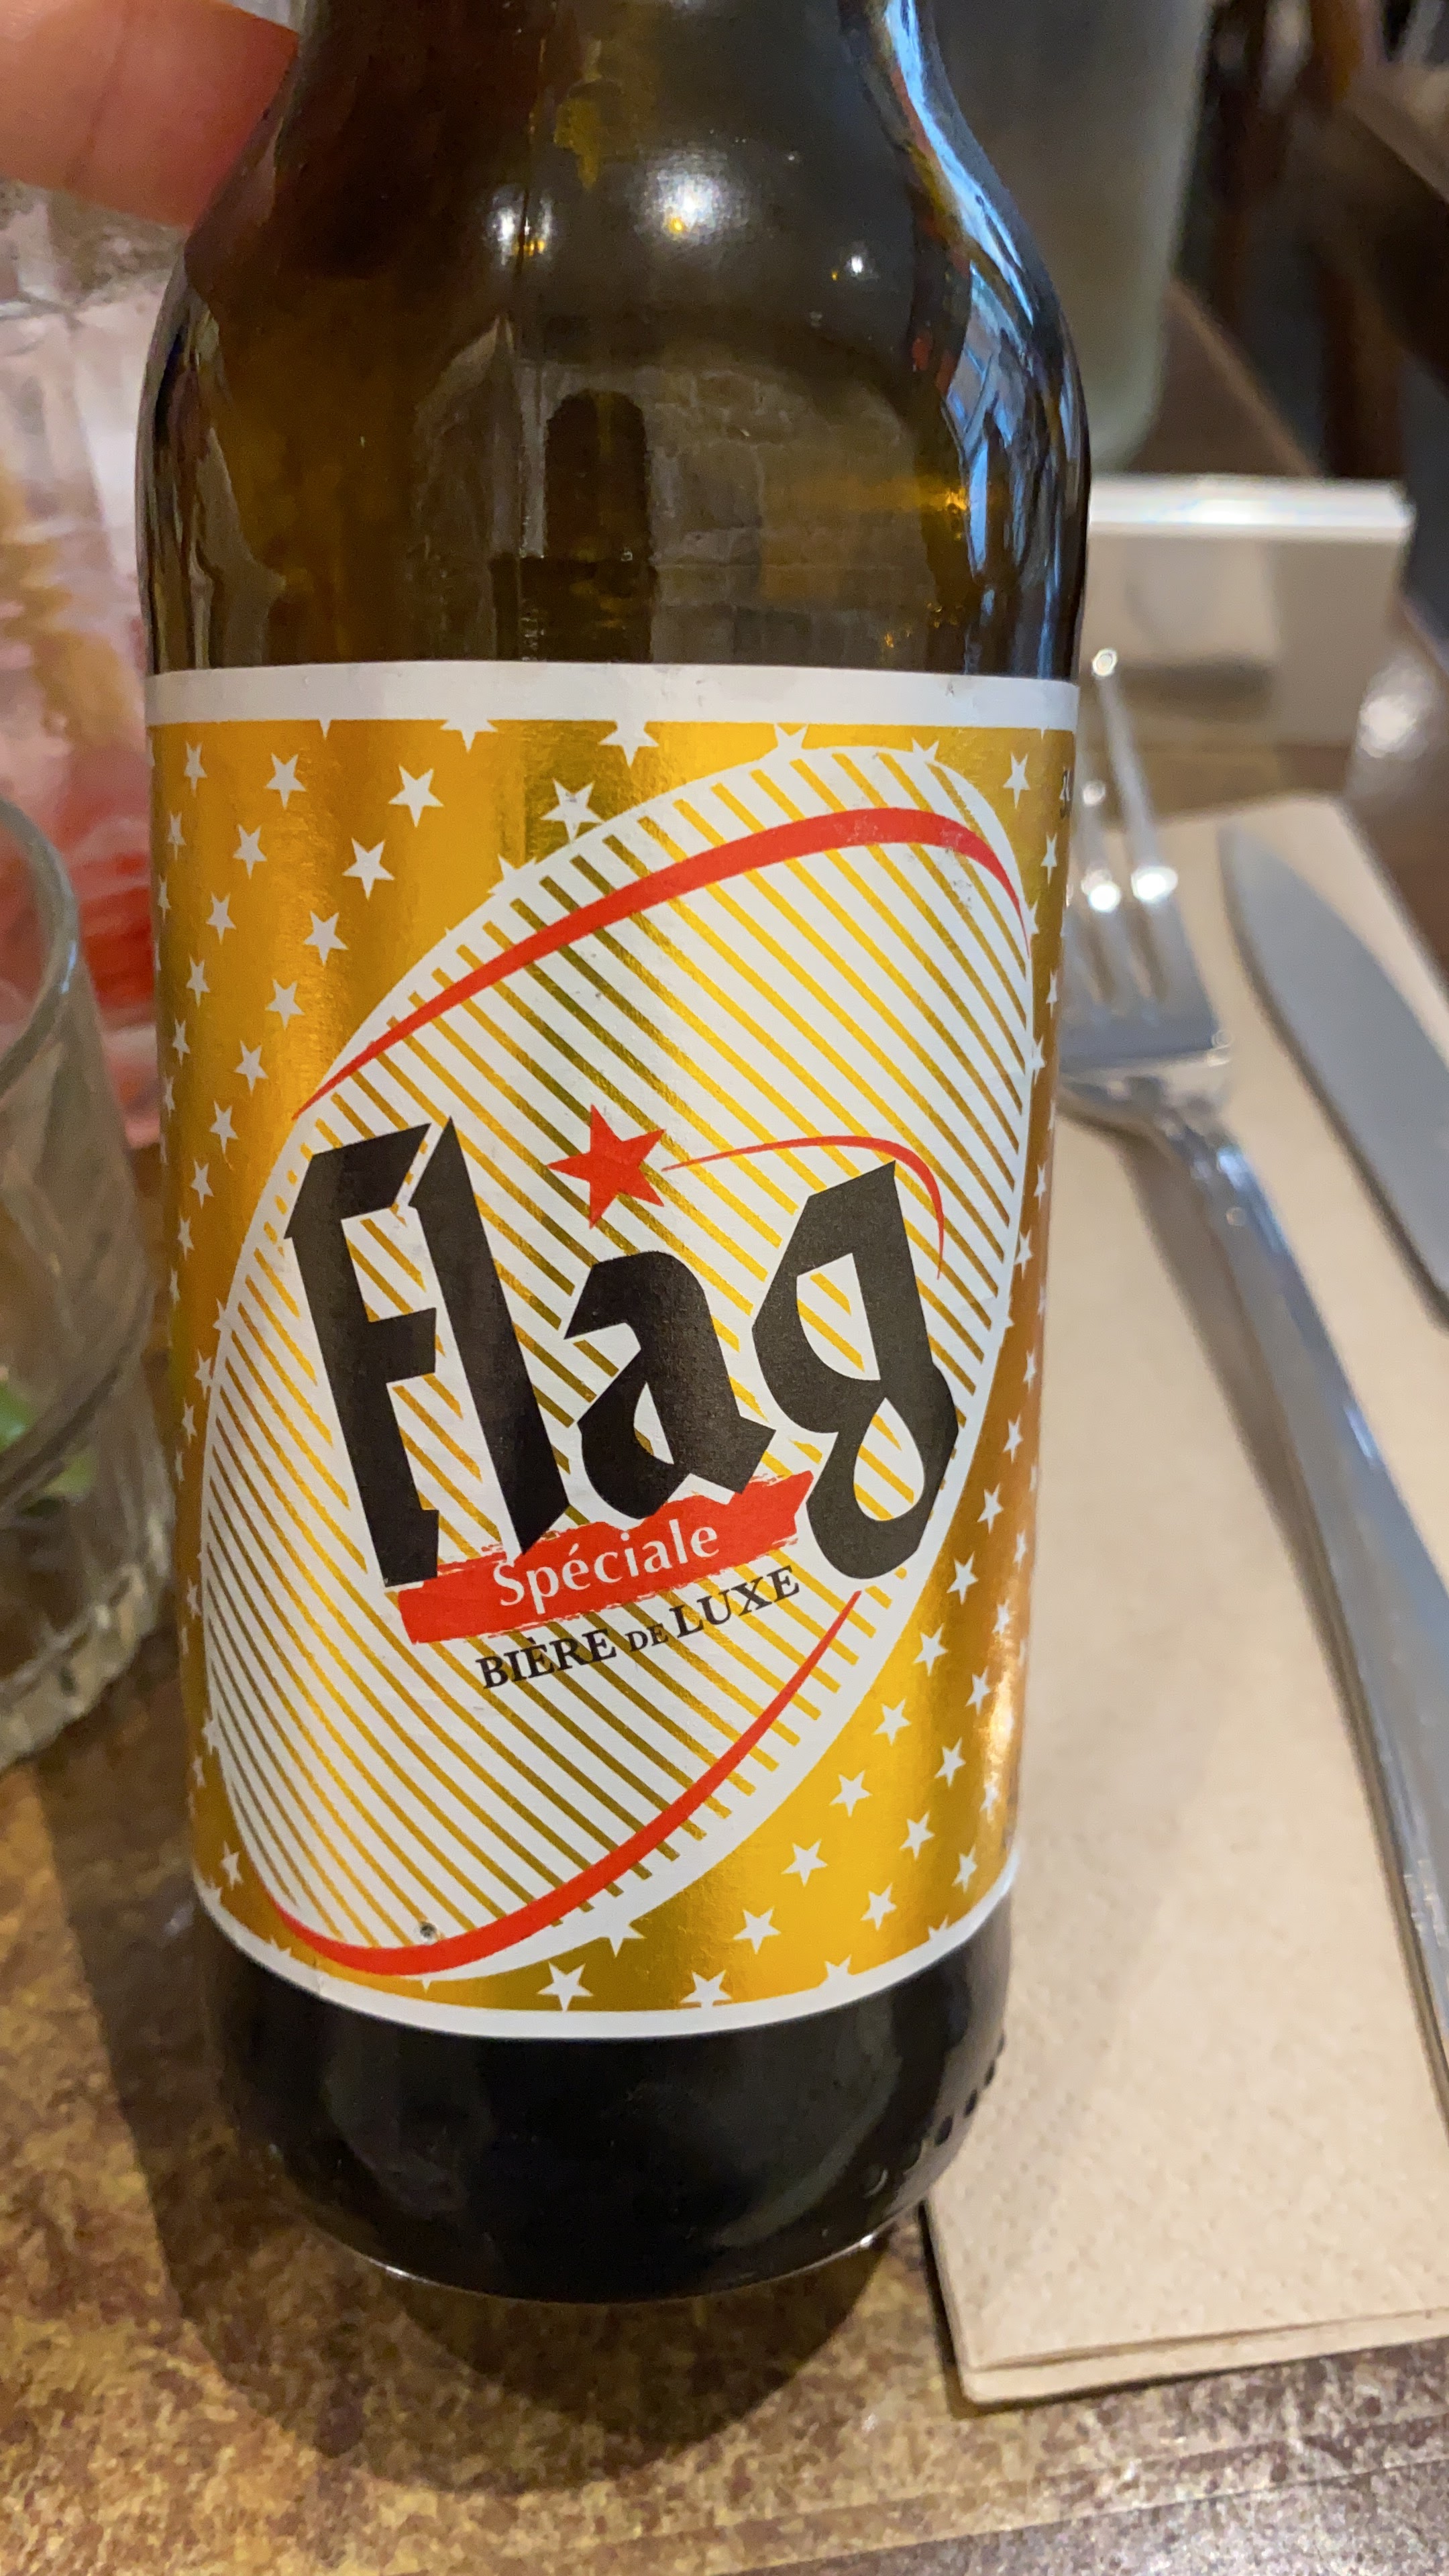 Flag
Spéciale
BIÈRE DE LUXE